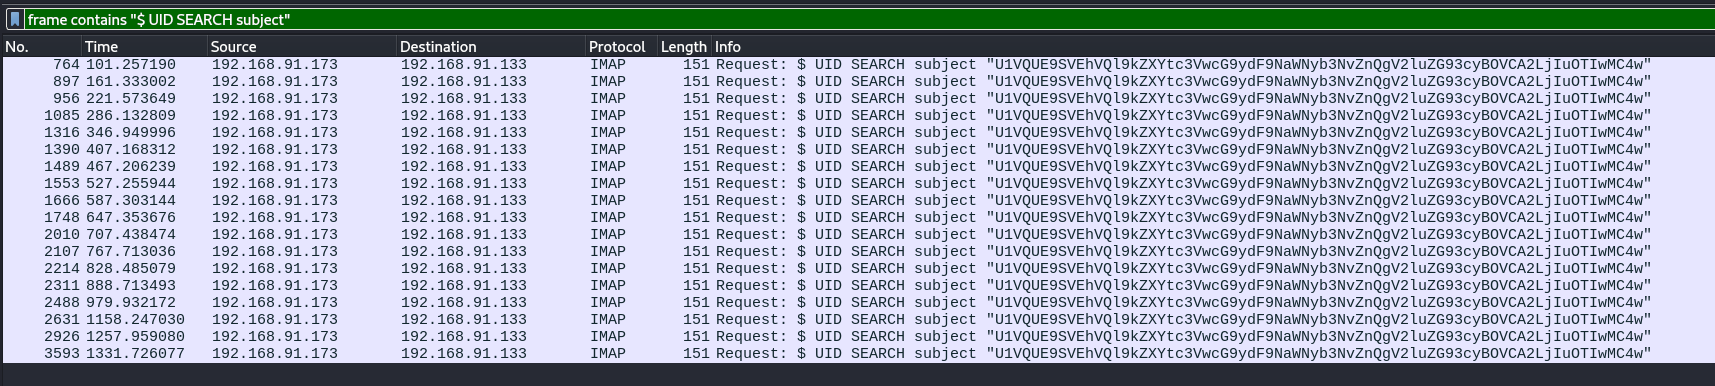 frame contains "$ UID SEARCH subject"
No. Time Source Destination Protocol Length Info
764 101.257190 192.168.91.173 192.168.91.133 IMAP 151 Request: $ UID SEARCH subject "U1VQUE9SVEhVQl9kZXYtc3VwcG9ydF9NaWNyb3NvZnQgV2luZG93cyBOVCA2LjIuOTIwMC4w"
897 161.333002 192.168.91.173 192.168.91.133 IMAP 151 Request: $ UID SEARCH subject "U1VQUE9SVEhVQl9kZXYtc3VwcG9ydF9NaWNyb3NvZnQgV2luZG93cyBOVCA2LjIuOTIwMC4w"
956 221.573649 192.168.91.173 192.168.91.133 IMAP 151 Request: $ UID SEARCH subject "U1VQUE9SVEhVQl9kZXYtc3VwcG9ydF9NaWNyb3NvZnQgV2luZG93cyBOVCA2LjIuOTIwMC4w"
1085 286.132809 192.168.91.173 192.168.91.133 IMAP 151 Request: $ UID SEARCH subject "U1VQUE9SVEhVQl9kZXYtc3VwcG9ydF9NaWNyb3NvZnQgV2luZG93cyBOVCA2LjIuOTIwMC4w"
1316 346.949996 192.168.91.173 192.168.91.133 IMAP 151 Request: $ UID SEARCH subject "U1VQUE9SVEhVQl9kZXYtc3VwcG9ydF9NaWNyb3NvZnQgV2luZG93cyBOVCA2LjIuOTIwMC4w"
1390 407.168312 192.168.91.173 192.168.91.133 IMAP 151 Request: $ UID SEARCH subject "U1VQUE9SVEhVQl9kZXYtc3VwcG9ydF9NaWNyb3NvZnQgV2luZG93cyBOVCA2LjIuOTIwMC4w"
1489 467.206239 192.168.91.173 192.168.91.133 IMAP 151 Request: $ UID SEARCH subject "U1VQUE9SVEhVQl9kZXYtc3VwcG9ydF9NaWNyb3NvZnQgV2luZG93cyBOVCA2LjIuOTIwMC4w"
1553 527.255944 192.168.91.173 192.168.91.133 IMAP 151 Request: $ UID SEARCH subject "U1VQUE9SVEhVQl9kZXYtc3VwcG9ydF9NaWNyb3NvZnQgV2luZG93cyBOVCA2LjIuOTIwMC4w"
1666 587.303144 192.168.91.173 192.168.91.133 IMAP 151 Request: $ UID SEARCH subject "U1VQUE9SVEhVQl9kZXYtc3VwcG9ydF9NaWNyb3NvZnQgV2luZG93cyBOVCA2LjIuOTIwMC4w"
1748 647.353676 192.168.91.173 192.168.91.133 IMAP 151 Request: $ UID SEARCH subject "U1VQUE9SVEhVQl9kZXYtc3VwcG9ydF9NaWNyb3NvZnQgV2luZG93cyBOVCA2LjIuOTIwMC4w"
2010 707.438474 192.168.91.173 192.168.91.133 IMAP 151 Request: $ UID SEARCH subject "U1VQUE9SVEhVQl9kZXYtc3VwcG9ydF9NaWNyb3NvZnQgV2luZG93cyBOVCA2LjIuOTIwMC4w"
2107 767.713036 192.168.91.173 192.168.91.133 IMAP 151 Request: $ UID SEARCH subject "U1VQUE9SVEhVQl9kZXYtc3VwcG9ydF9NaWNyb3NvZnQgV2luZG93cyBOVCA2LjIuOTIwMC4w"
2214 828.485079 192.168.91.173 192.168.91.133 IMAP 151 Request: $ UID SEARCH subject "U1VQUE9SVEhVQl9kZXYtc3VwcG9ydF9NaWNyb3NvZnQgV2luZG93cyBOVCA2LjIuOTIwMC4w"
2311 888.713493 192.168.91.173 192.168.91.133 IMAP 151 Request: $ UID SEARCH subject "U1VQUE9SVEhVQl9kZXYtc3VwcG9ydF9NaWNyb3NvZnQgV2luZG93cyBOVCA2LjIuOTIwMC4w"
2488 979.932172 192.168.91.173 192.168.91.133 IMAP 151 Request: $ UID SEARCH subject "U1VQUE9SVEhVQl9kZXYtc3VwcG9ydF9NaWNyb3NvZnQgV2luZG93cyBOVCA2LjIuOTIwMC4w"
2631 1158.247030 192.168.91.173 192.168.91.133 IMAP 151 Request: $ UID SEARCH subject "U1VQUE9SVEhVQl9kZXYtc3VwcG9ydF9NaWNyb3NvZnQgV2luZG93cyBOVCA2LjIuOTIwMC4w"
2926 1257.959080 192.168.91.173 192.168.91.133 IMAP 151 Request: $ UID SEARCH subject "U1VQUE9SVEhVQl9kZXYtc3VwcG9ydF9NaWNyb3NvZnQgV2luZG93cyBOVCA2LjIuOTIwMC4w"
3593 1331.726077 192.168.91.173 192.168.91.133 IMAP 151 Request: $ UID SEARCH subject "U1VQUE9SVEhVQl9kZXYtc3VwcG9ydF9NaWNyb3NvZnQgV2luZG93cyBOVCA2LjIuOTIwMC4w"